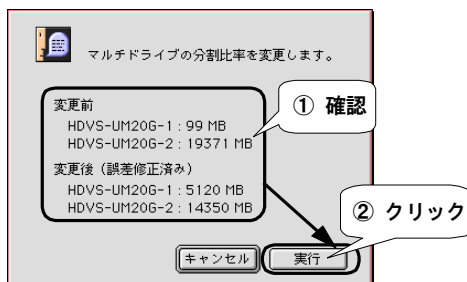 マルチドライブの分割比率を変更します。
変更前
HDVS-UM20G-1 : 99 MB
HDVS-UM20G-2 : 19371 MB
変更後（誤差修正済み）
HDVS-UM20G-1 : 5120 MB
HDVS-UM20G-2 : 14350 MB
① 確認
② クリック
キャンセル
実行